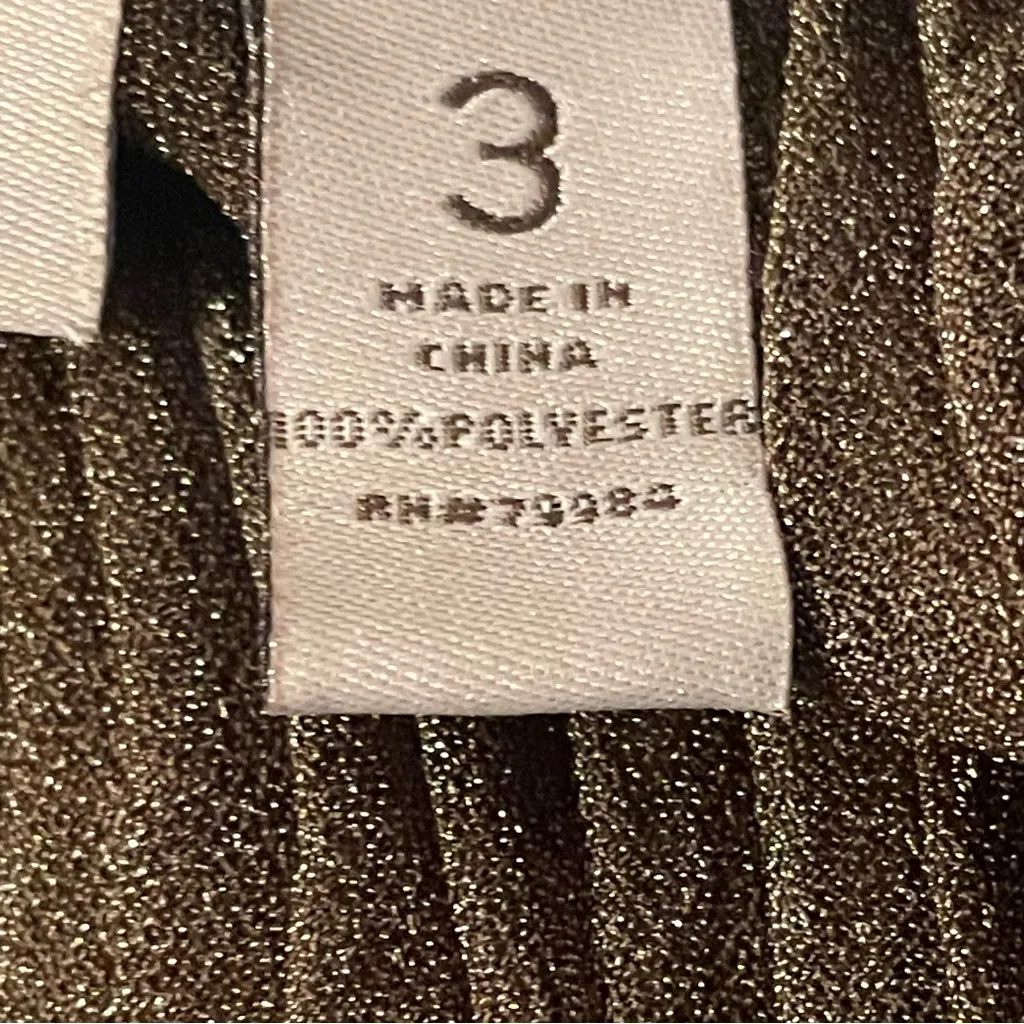 3
MADE IN
CHINA
100%POLYESTER
RN#79984